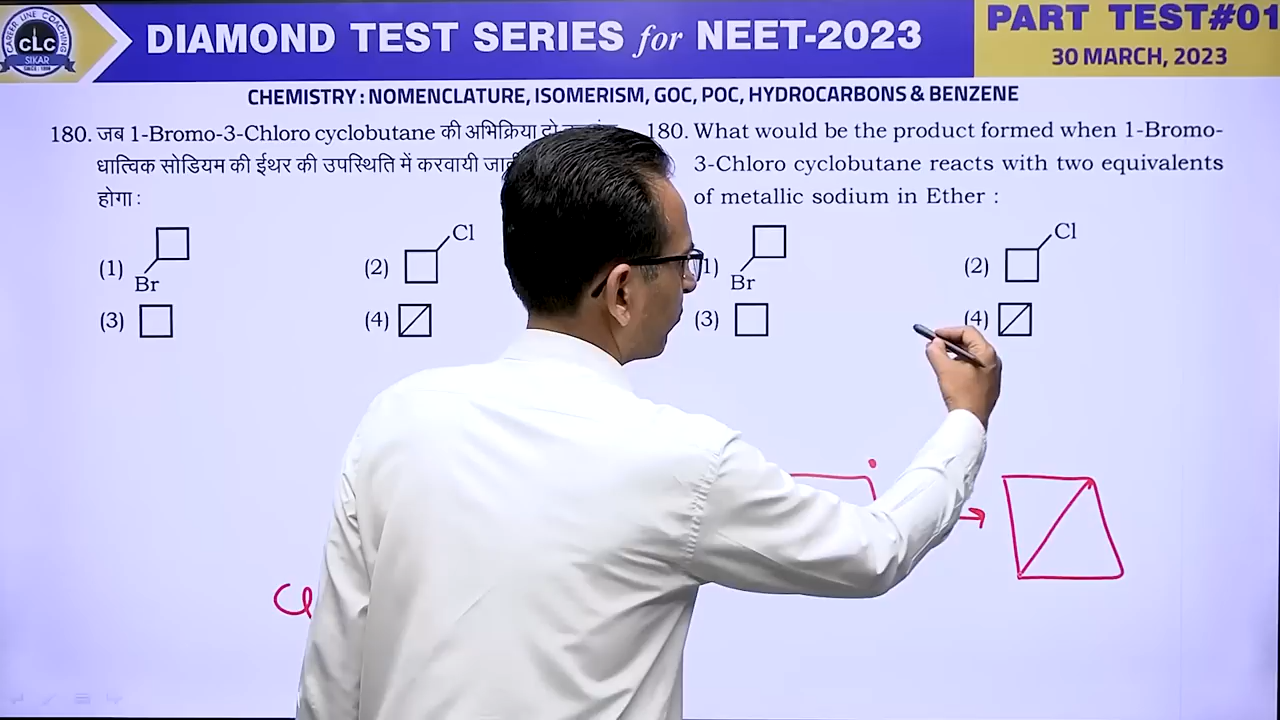 DIAMOND TEST SERIES for NEET-2023
PART TEST#01
30 MARCH, 2023
CAREER LINE COACHING
CLC
SIKAR
CHEMISTRY : NOMENCLATURE, ISOMERISM, GOC, POC, HYDROCARBONS & BENZENE
180. जब 1-Bromo-3-Chloro cyclobutane की अभिक्रिया दो
धात्विक सोडियम की ईथर की उपस्थिति में करवायी
होगा :
(1) Br
(2) Cl
(3)
(4)
180. What would be the product formed when 1-Bromo-
3-Chloro cyclobutane reacts with two equivalents
of metallic sodium in Ether :
1) Br
(2) Cl
(3)
(4)